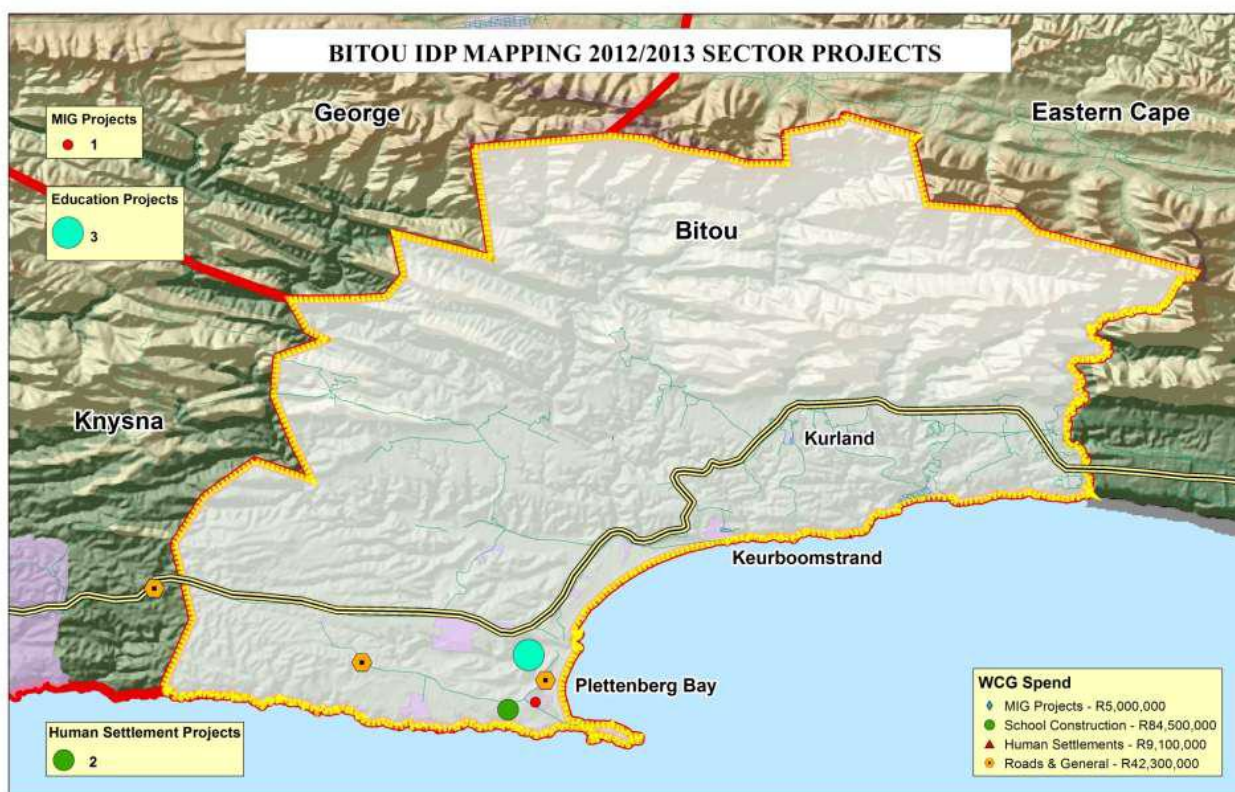 BITOU IDP MAPPING 2012/2013 SECTOR PROJECTS
George
Eastern Cape
MIG Projects
1
Education Projects
3
Bitou
Knysna
Kurland
Keurboomstrand
Plettenberg Bay
Human Settlement Projects
2
WCG Spend
MIG Projects - R5,000,000
School Construction - R84,500,000
Human Settlements - R9,100,000
Roads & General - R42,300,000